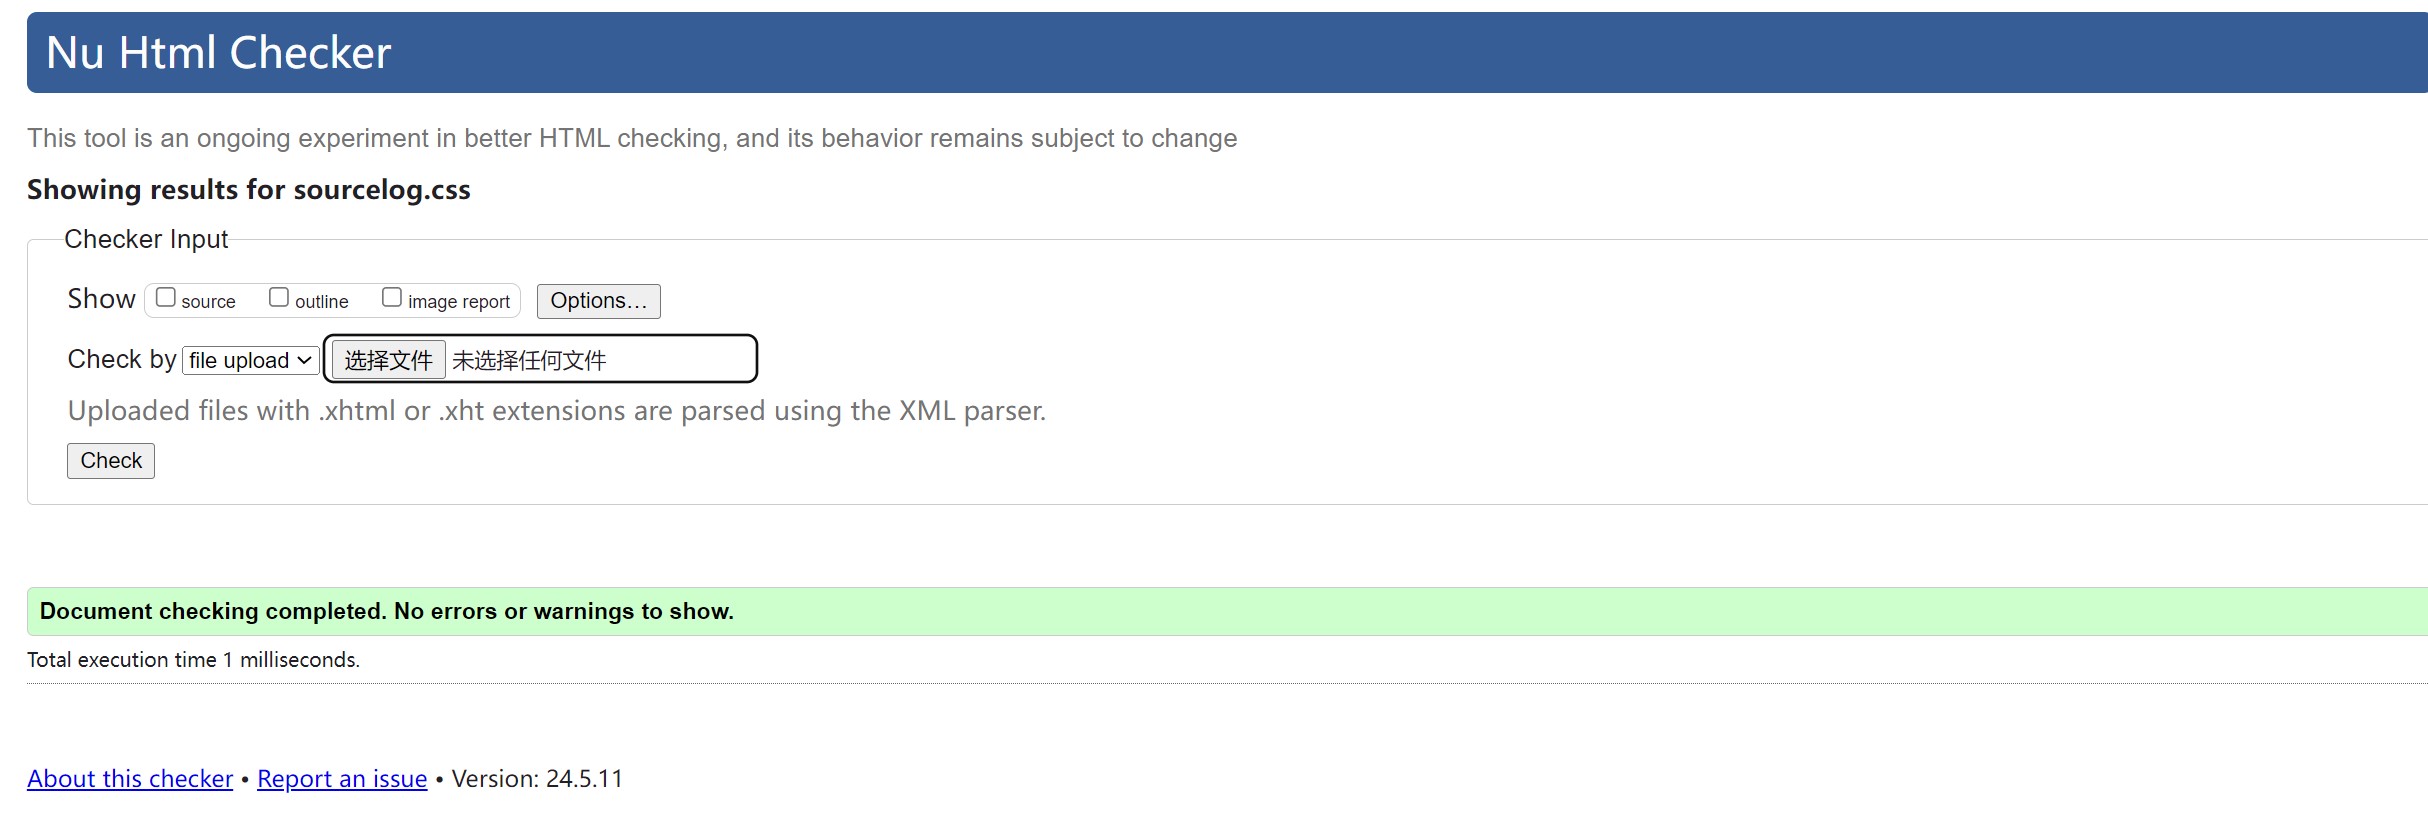 Nu Html Checker
This tool is an ongoing experiment in better HTML checking, and its behavior remains subject to change
Showing results for sourcelog.css
Checker Input
Show source outline image report Options...
Check by file upload 选择文件 未选择任何文件
Uploaded files with .xhtml or .xht extensions are parsed using the XML parser.
Check
Document checking completed. No errors or warnings to show.
Total execution time 1 milliseconds.
About this checker • Report an issue • Version: 24.5.11